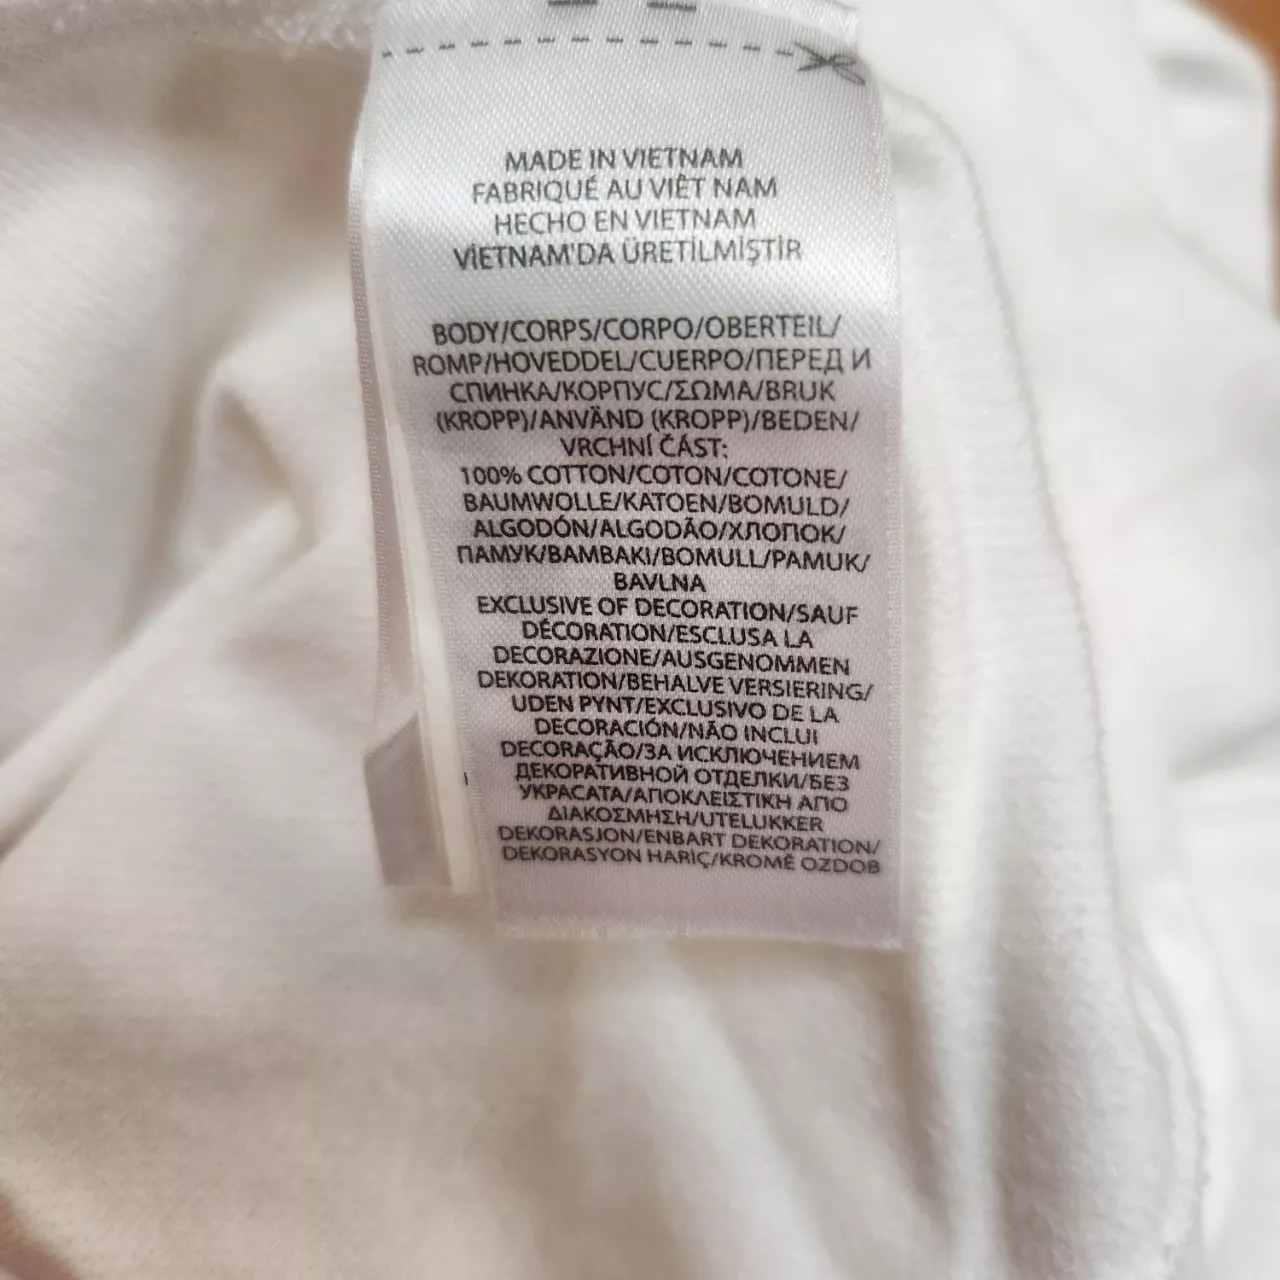 MADE IN VIETNAM
FABRIQUÉ AU VIÊT NAM
HECHO EN VIETNAM
VİETNAM'DA ÜRETİLMİŞTİR
BODY/CORPS/CORPO/OBERTEIL/
ROMP/HOVEDDEL/CUERPO/ПЕРЕД И
СПИНКА/КОРПУС/ΣΩΜΑ/BRUK
(KROPP)/ANVÄND (KROPP)/BEDEN/
VRCHNÍ ČÁST:
100% COTTON/COTON/COTONE/
BAUMWOLLE/KATOEN/BOMULD/
ALGODÓN/ALGODÃO/ХЛОПОК/
ПАМУК/ΒΑΜΒΑΚΙ/BOMULL/PAMUK/
BAVLNA
EXCLUSIVE OF DECORATION/SAUF
DÉCORATION/ESCLUSA LA
DECORAZIONE/AUSGENOMMEN
DEKORATION/BEHALVE VERSIERING/
UDEN PYNT/EXCLUSIVO DE LA
DECORACIÓN/NÃO INCLUI
DECORAÇÃO/ЗА ИСКЛЮЧЕНИЕМ
ДЕКОРАТИВНОЙ ОТДЕЛКИ/БЕЗ
УКРАСАТА/ΑΠΟΚΛΕΙΣΤΙΚΗ ΑΠΟ
ΔΙΑΚΟΣΜΗΣΗ/UTELUKKER
DEKORASJON/ENBART DEKORATION/
DEKORASYON HARİÇ/KROMĚ OZDOB